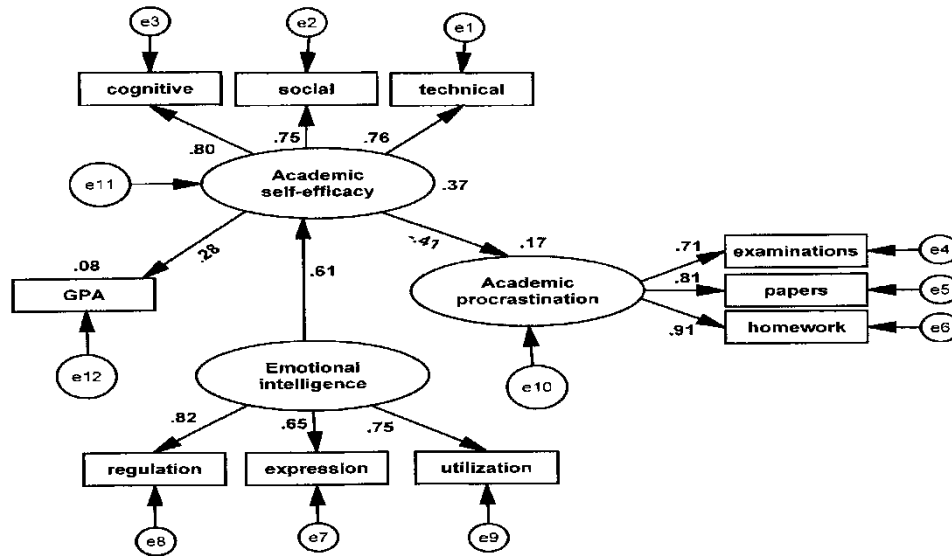 e3
e2
e1
cognitive
social
technical
.80
.75
.76
e11
Academic
self-efficacy
.37
.28
-.41
.17
.08
GPA
.61
Academic
procrastination
.71
.81
.91
examinations
papers
homework
e4
e5
e6
e12
e10
Emotional
intelligence
.82
.65
.75
regulation
expression
utilization
e8
e7
e9